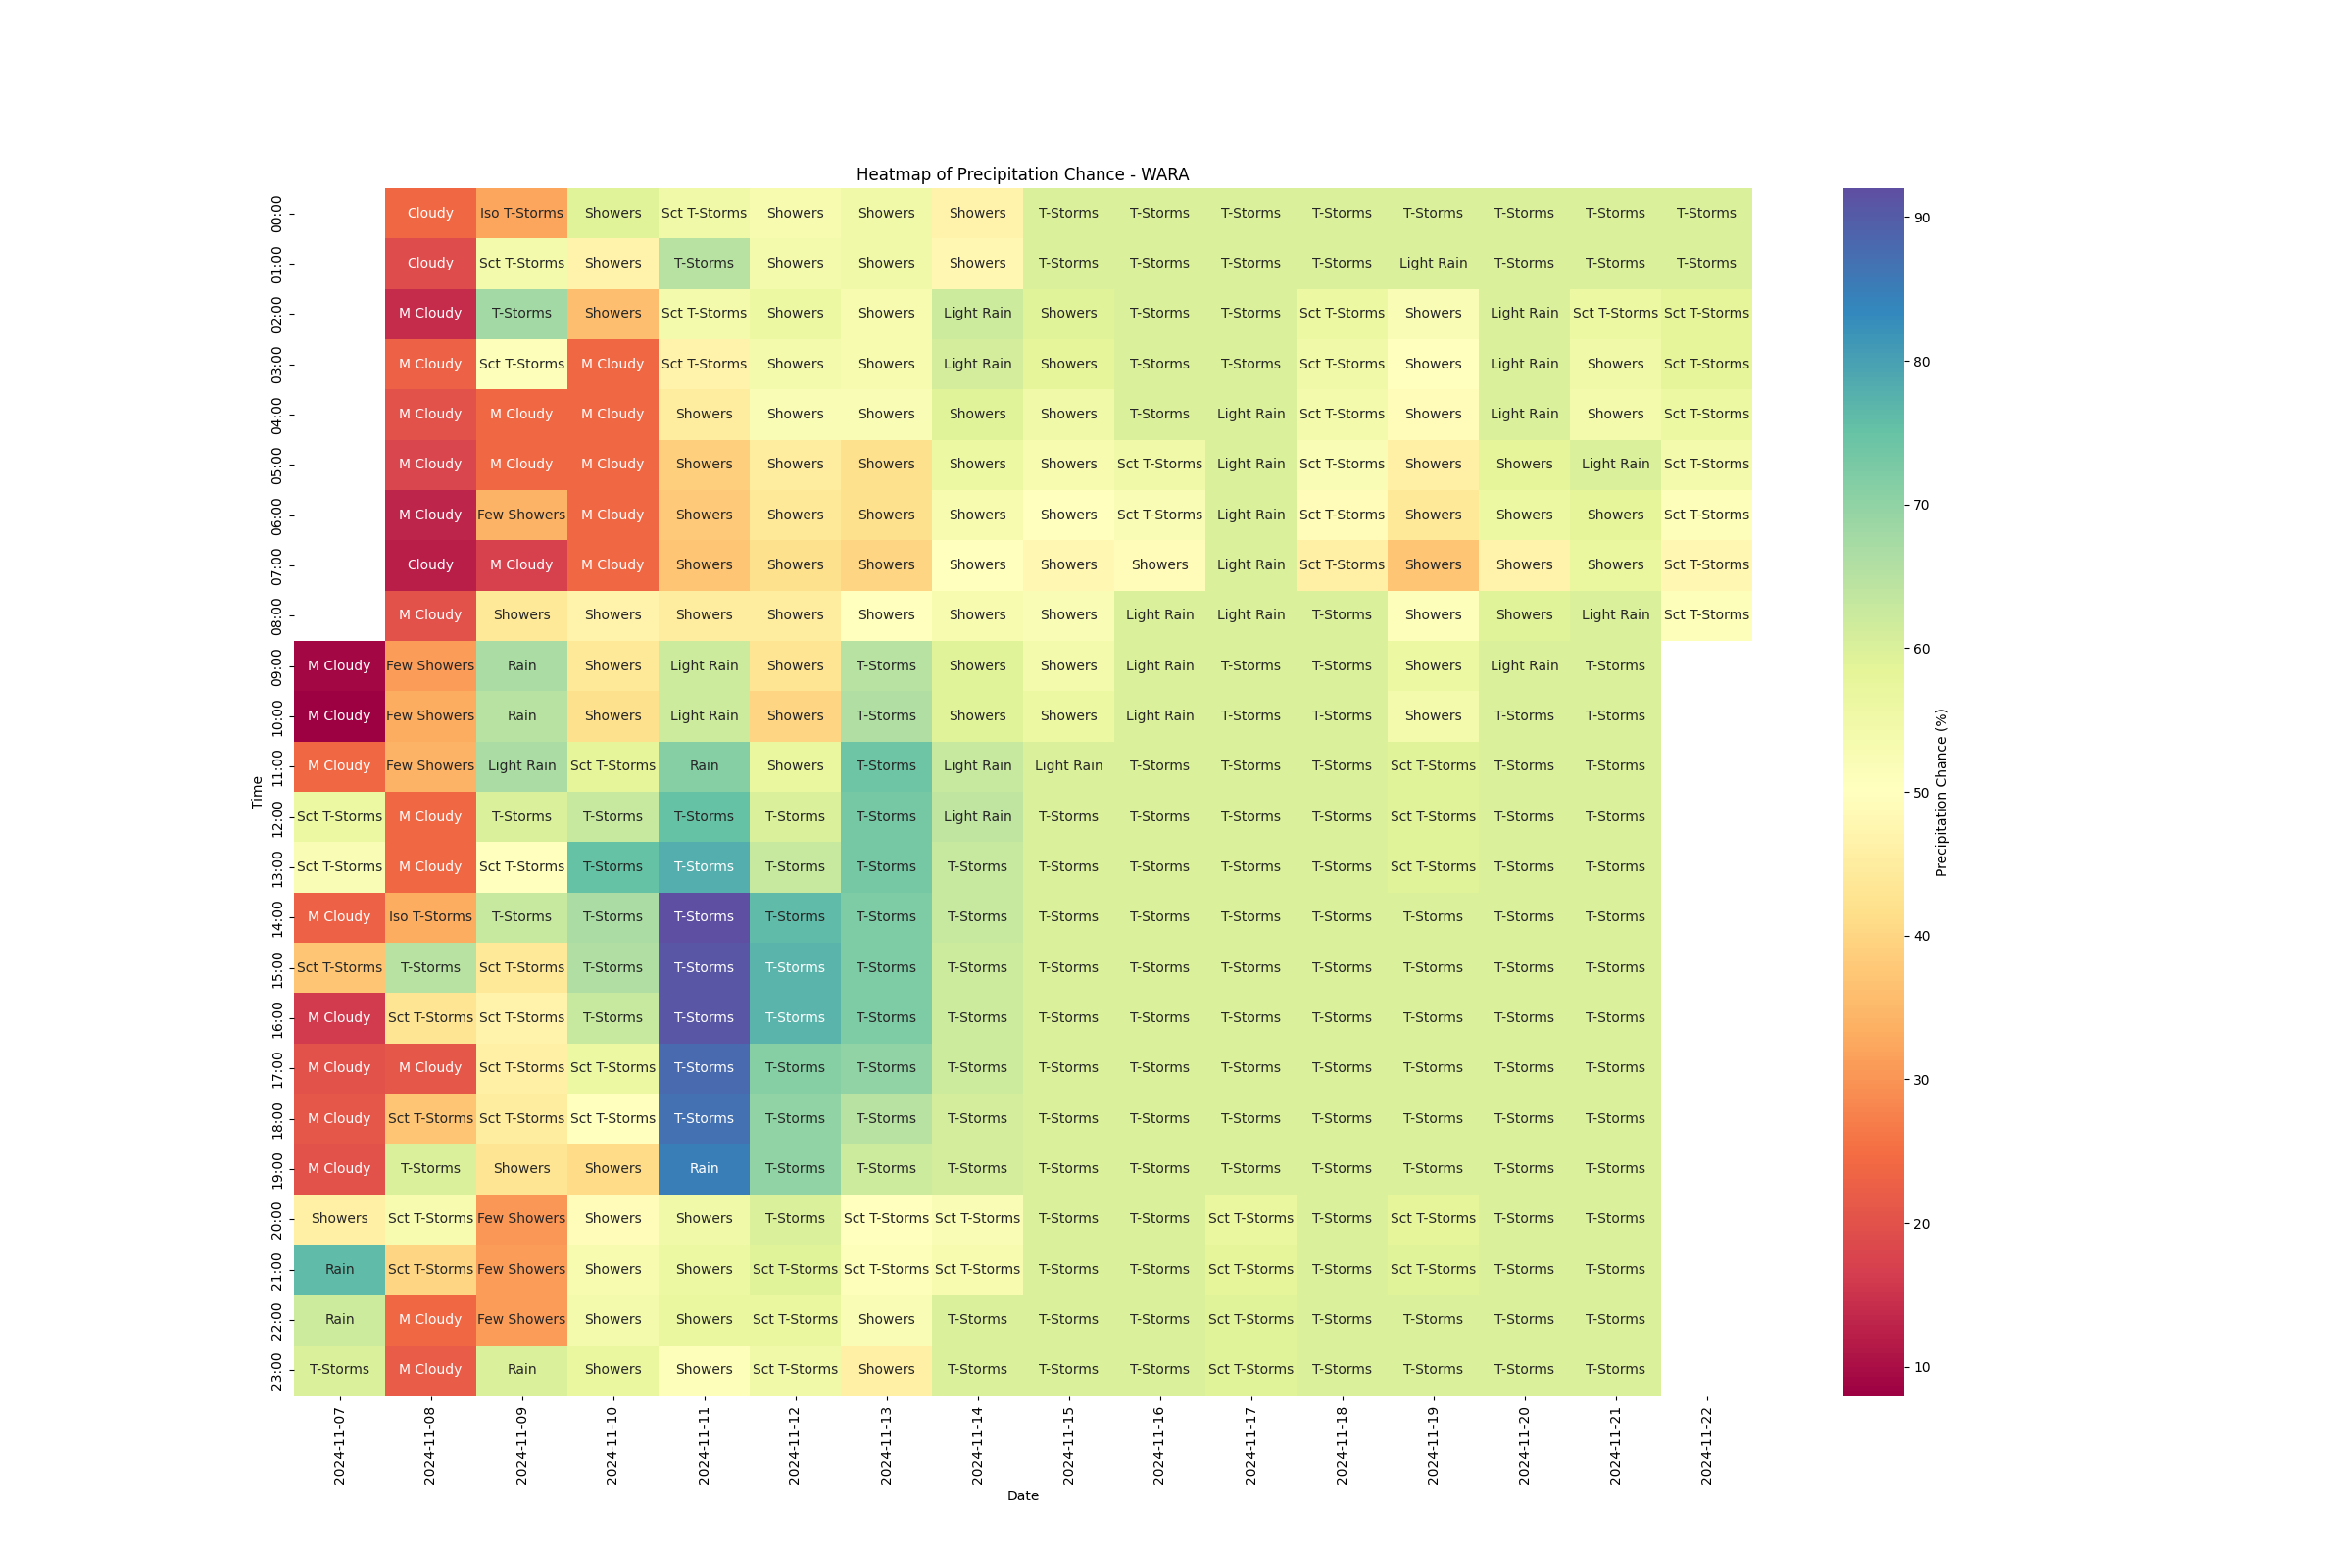 Heatmap of Precipitation Chance - WARA
00:00 Cloudy Iso T-Storms Showers Sct T-Storms Showers Showers Showers T-Storms T-Storms T-Storms T-Storms T-Storms T-Storms T-Storms T-Storms
01:00 Cloudy Sct T-Storms Showers T-Storms Showers Showers Showers T-Storms T-Storms T-Storms T-Storms Light Rain T-Storms T-Storms T-Storms
02:00 M Cloudy T-Storms Showers Sct T-Storms Showers Showers Light Rain Showers T-Storms T-Storms Sct T-Storms Showers Light Rain Sct T-Storms Sct T-Storms
03:00 M Cloudy Sct T-Storms M Cloudy Sct T-Storms Showers Showers Light Rain Showers T-Storms T-Storms Sct T-Storms Showers Light Rain Showers Sct T-Storms
04:00 M Cloudy M Cloudy M Cloudy Showers Showers Showers Showers Showers T-Storms Light Rain Sct T-Storms Showers Light Rain Showers Sct T-Storms
05:00 M Cloudy M Cloudy M Cloudy Showers Showers Showers Showers Showers Sct T-Storms Light Rain Sct T-Storms Showers Showers Light Rain Sct T-Storms
06:00 M Cloudy Few Showers M Cloudy Showers Showers Showers Showers Showers Sct T-Storms Light Rain Sct T-Storms Showers Showers Showers Sct T-Storms
07:00 Cloudy M Cloudy M Cloudy Showers Showers Showers Showers Showers Showers Light Rain Sct T-Storms Showers Showers Showers Sct T-Storms
08:00 M Cloudy Showers Showers Showers Showers Showers Showers Showers Light Rain Light Rain T-Storms Showers Showers Light Rain Sct T-Storms
09:00 M Cloudy Few Showers Rain Showers Light Rain Showers T-Storms Showers Showers Light Rain T-Storms T-Storms Showers Light Rain T-Storms
10:00 M Cloudy Few Showers Rain Showers Light Rain Showers T-Storms Showers Showers Light Rain T-Storms T-Storms Showers T-Storms T-Storms
11:00 M Cloudy Few Showers Light Rain Sct T-Storms Rain Showers T-Storms Light Rain Light Rain T-Storms T-Storms T-Storms Sct T-Storms T-Storms T-Storms
12:00 Sct T-Storms M Cloudy T-Storms T-Storms T-Storms T-Storms T-Storms Light Rain T-Storms T-Storms T-Storms T-Storms Sct T-Storms T-Storms T-Storms
13:00 Sct T-Storms M Cloudy Sct T-Storms T-Storms T-Storms T-Storms T-Storms T-Storms T-Storms T-Storms T-Storms T-Storms Sct T-Storms T-Storms T-Storms
14:00 M Cloudy Iso T-Storms T-Storms T-Storms T-Storms T-Storms T-Storms T-Storms T-Storms T-Storms T-Storms T-Storms T-Storms T-Storms T-Storms
15:00 Sct T-Storms T-Storms Sct T-Storms T-Storms T-Storms T-Storms T-Storms T-Storms T-Storms T-Storms T-Storms T-Storms T-Storms T-Storms T-Storms
16:00 M Cloudy Sct T-Storms Sct T-Storms T-Storms T-Storms T-Storms T-Storms T-Storms T-Storms T-Storms T-Storms T-Storms T-Storms T-Storms T-Storms
17:00 M Cloudy M Cloudy Sct T-Storms Sct T-Storms T-Storms T-Storms T-Storms T-Storms T-Storms T-Storms T-Storms T-Storms T-Storms T-Storms T-Storms
18:00 M Cloudy Sct T-Storms Sct T-Storms Sct T-Storms T-Storms T-Storms T-Storms T-Storms T-Storms T-Storms T-Storms T-Storms T-Storms T-Storms T-Storms
19:00 M Cloudy T-Storms Showers Showers Rain T-Storms T-Storms T-Storms T-Storms T-Storms T-Storms T-Storms T-Storms T-Storms T-Storms
20:00 Showers Sct T-Storms Few Showers Showers Showers T-Storms Sct T-Storms Sct T-Storms T-Storms T-Storms Sct T-Storms T-Storms Sct T-Storms T-Storms T-Storms
21:00 Rain Sct T-Storms Few Showers Showers Showers Sct T-Storms Sct T-Storms Sct T-Storms T-Storms T-Storms Sct T-Storms T-Storms Sct T-Storms T-Storms T-Storms
22:00 Rain M Cloudy Few Showers Showers Showers Sct T-Storms Showers T-Storms T-Storms T-Storms Sct T-Storms T-Storms T-Storms T-Storms T-Storms
23:00 T-Storms M Cloudy Rain Showers Showers Sct T-Storms Showers T-Storms T-Storms T-Storms Sct T-Storms T-Storms T-Storms T-Storms T-Storms
Time
2024-11-07 2024-11-08 2024-11-09 2024-11-10 2024-11-11 2024-11-12 2024-11-13 2024-11-14 2024-11-15 2024-11-16 2024-11-17 2024-11-18 2024-11-19 2024-11-20 2024-11-21 2024-11-22
Date
90
80
70
60
50
40
30
20
10
Precipitation Chance (%)